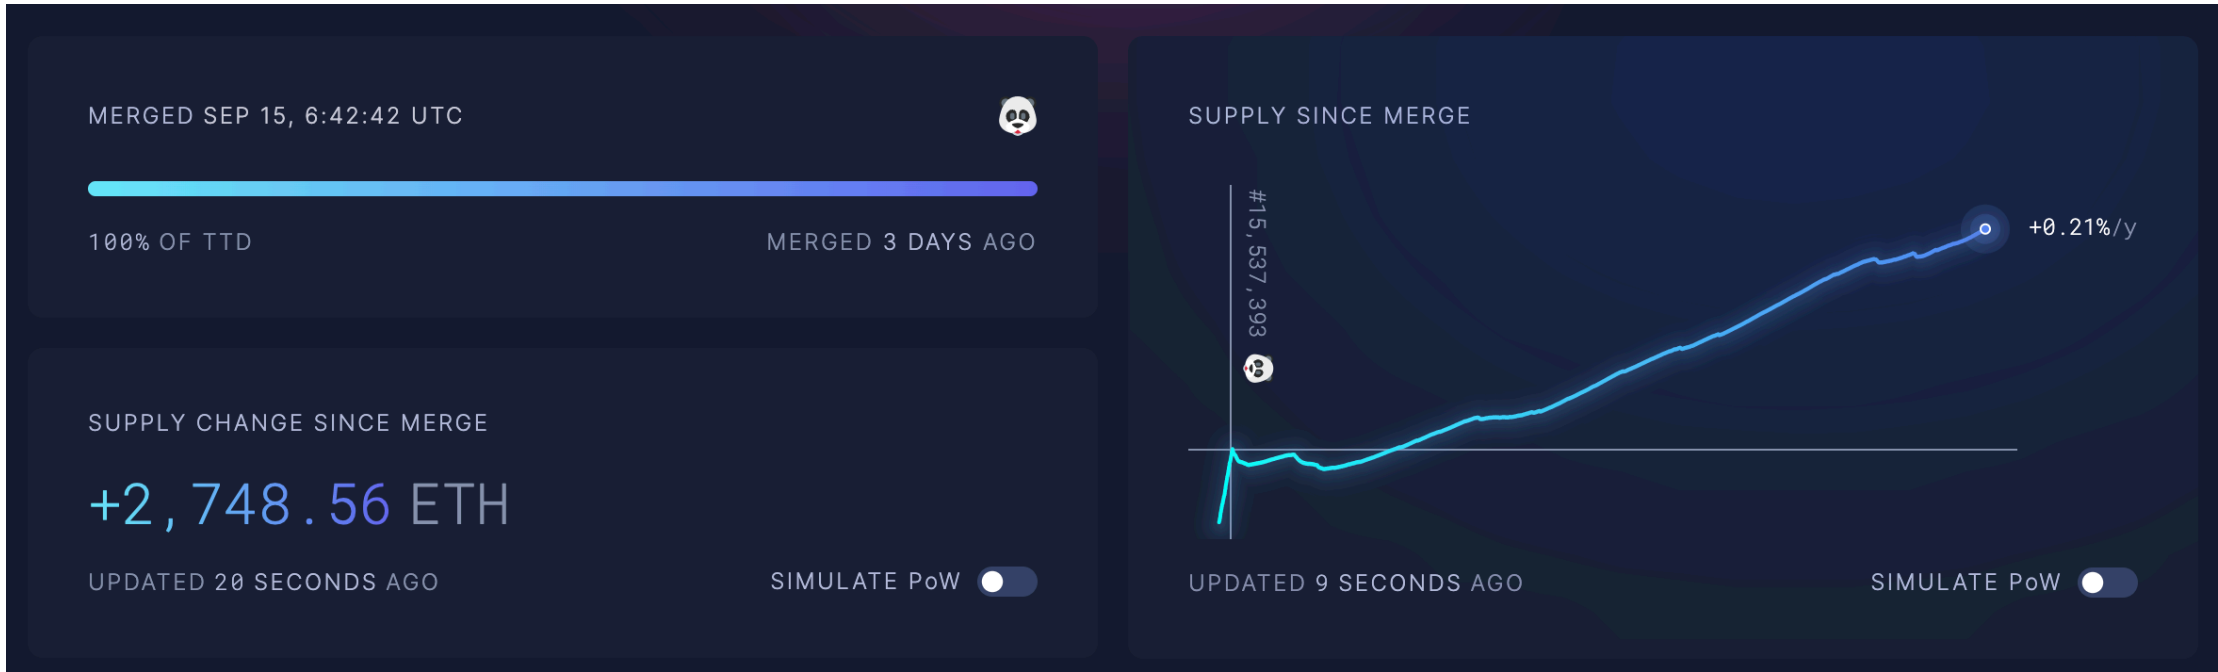 MERGED SEP 15, 6:42:42 UTC
100% OF TTD
MERGED 3 DAYS AGO
SUPPLY CHANGE SINCE MERGE
+2,748.56 ETH
UPDATED 20 SECONDS AGO
SIMULATE PoW
SUPPLY SINCE MERGE
#15,537,393
+0.21%/y
UPDATED 9 SECONDS AGO
SIMULATE PoW